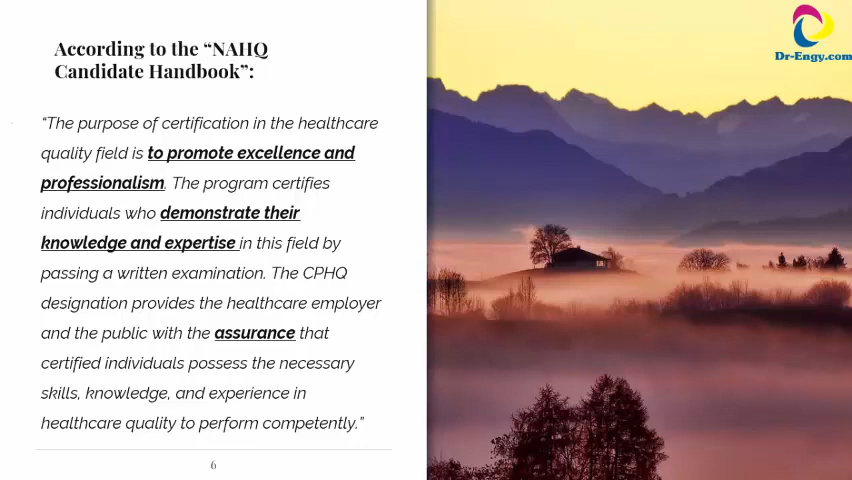 According to the “NAHQ
Candidate Handbook”:
“The purpose of certification in the healthcare
quality field is to promote excellence and
professionalism. The program certifies
individuals who demonstrate their
knowledge and expertise in this field by
passing a written examination. The CPHQ
designation provides the healthcare employer
and the public with the assurance that
certified individuals possess the necessary
skills, knowledge, and experience in
healthcare quality to perform competently.”
6
Dr-Engy.com